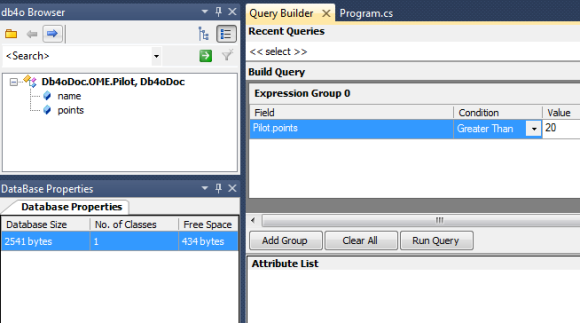 db4o Browser
<Search>
Db4oDoc.OME.Pilot, Db4oDoc
name
points
DataBase Properties
Database Properties
Database Size No. of Classes Free Space
2541 bytes 1 434 bytes
Query Builder Program.cs
Recent Queries
<< select >>
Build Query
Expression Group 0
Field Condition Value
Pilot.points Greater Than 20
Add Group Clear All Run Query
Attribute List